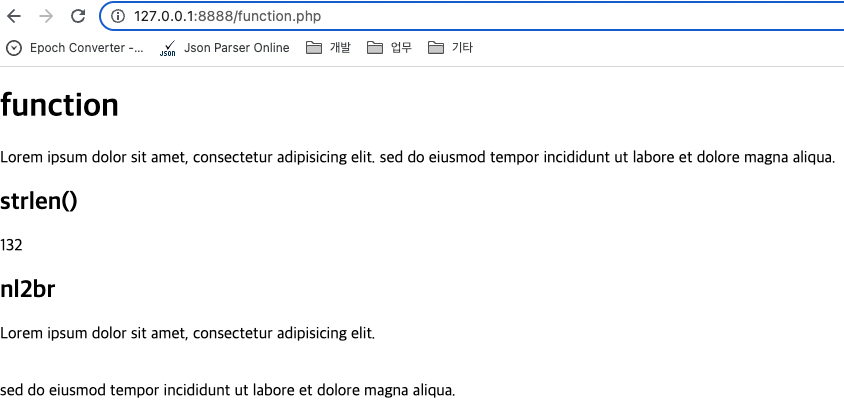 127.0.0.1:8888/function.php
Epoch Converter -... JSON Json Parser Online 개발 업무 기타
function
Lorem ipsum dolor sit amet, consectetur adipisicing elit. sed do eiusmod tempor incididunt ut labore et dolore magna aliqua.
strlen()
132
nl2br
Lorem ipsum dolor sit amet, consectetur adipisicing elit.
sed do eiusmod tempor incididunt ut labore et dolore magna aliqua.